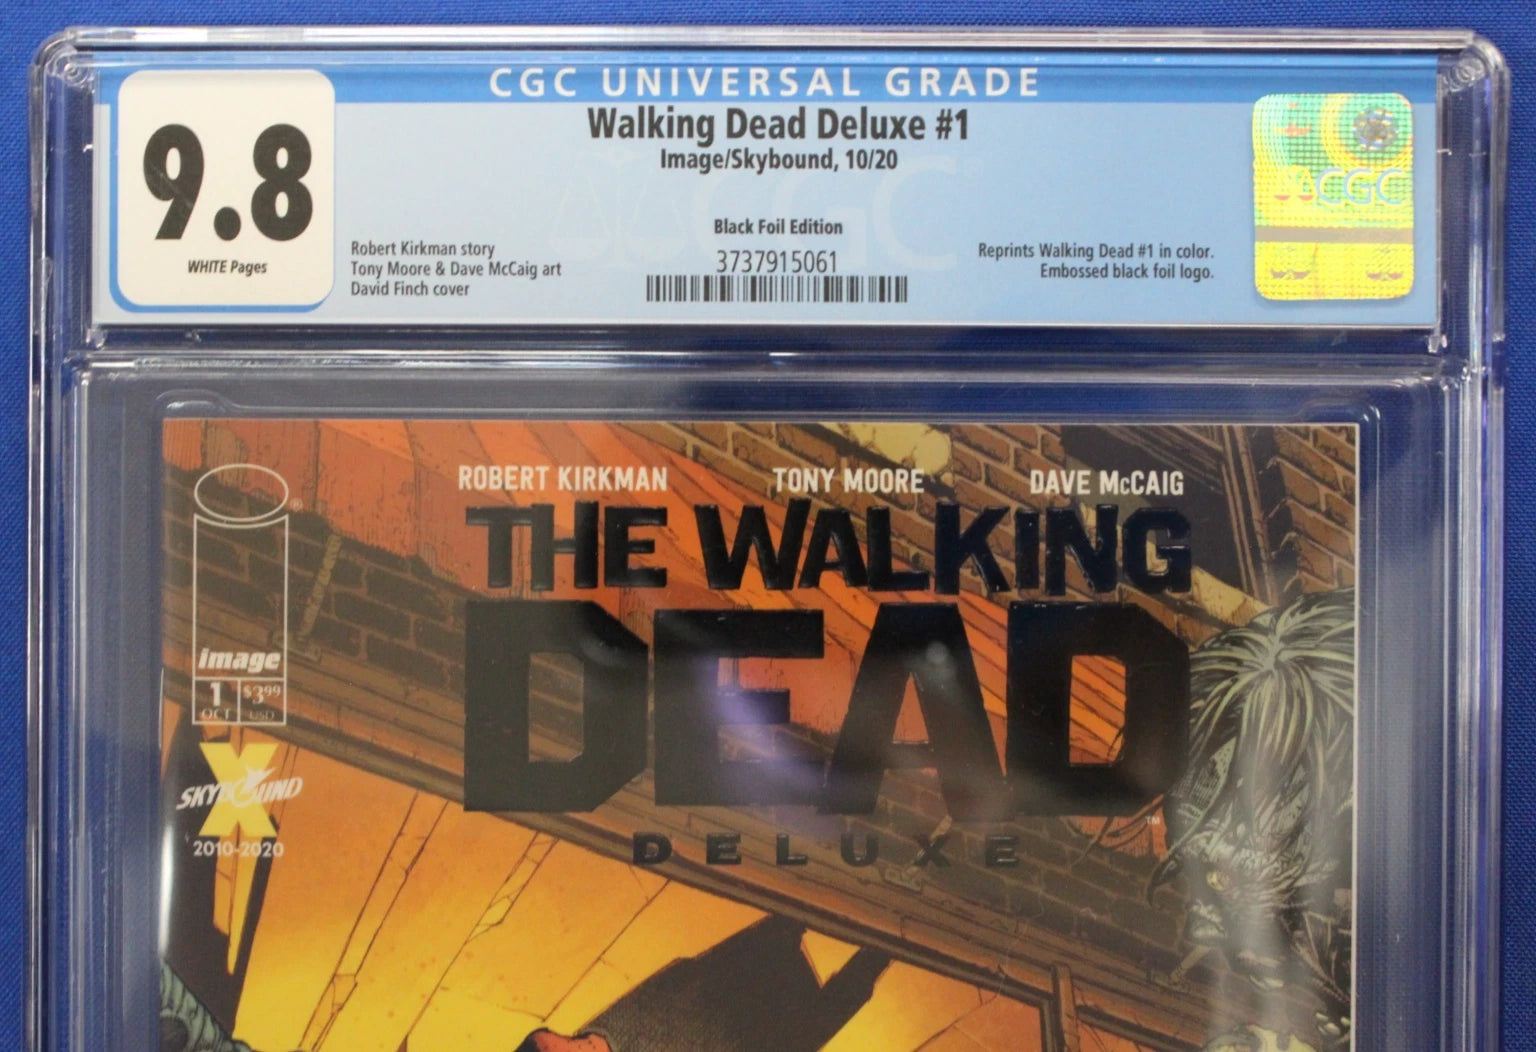 CGC UNIVERSAL GRADE
9.8
WHITE Pages
Walking Dead Deluxe #1
Image/Skybound, 10/20
Black Foil Edition
3737915061
Robert Kirkman story
Tony Moore & Dave McCaig art
David Finch cover
Reprints Walking Dead #1 in color.
Embossed black foil logo.
CGC
CGC
ROBERT KIRKMAN TONY MOORE DAVE McCAIG
THE WALKING
DEAD
TM
DELUXE
®
image
1 $3.99
OCT USD
X
SKYBOUND
2010-2020